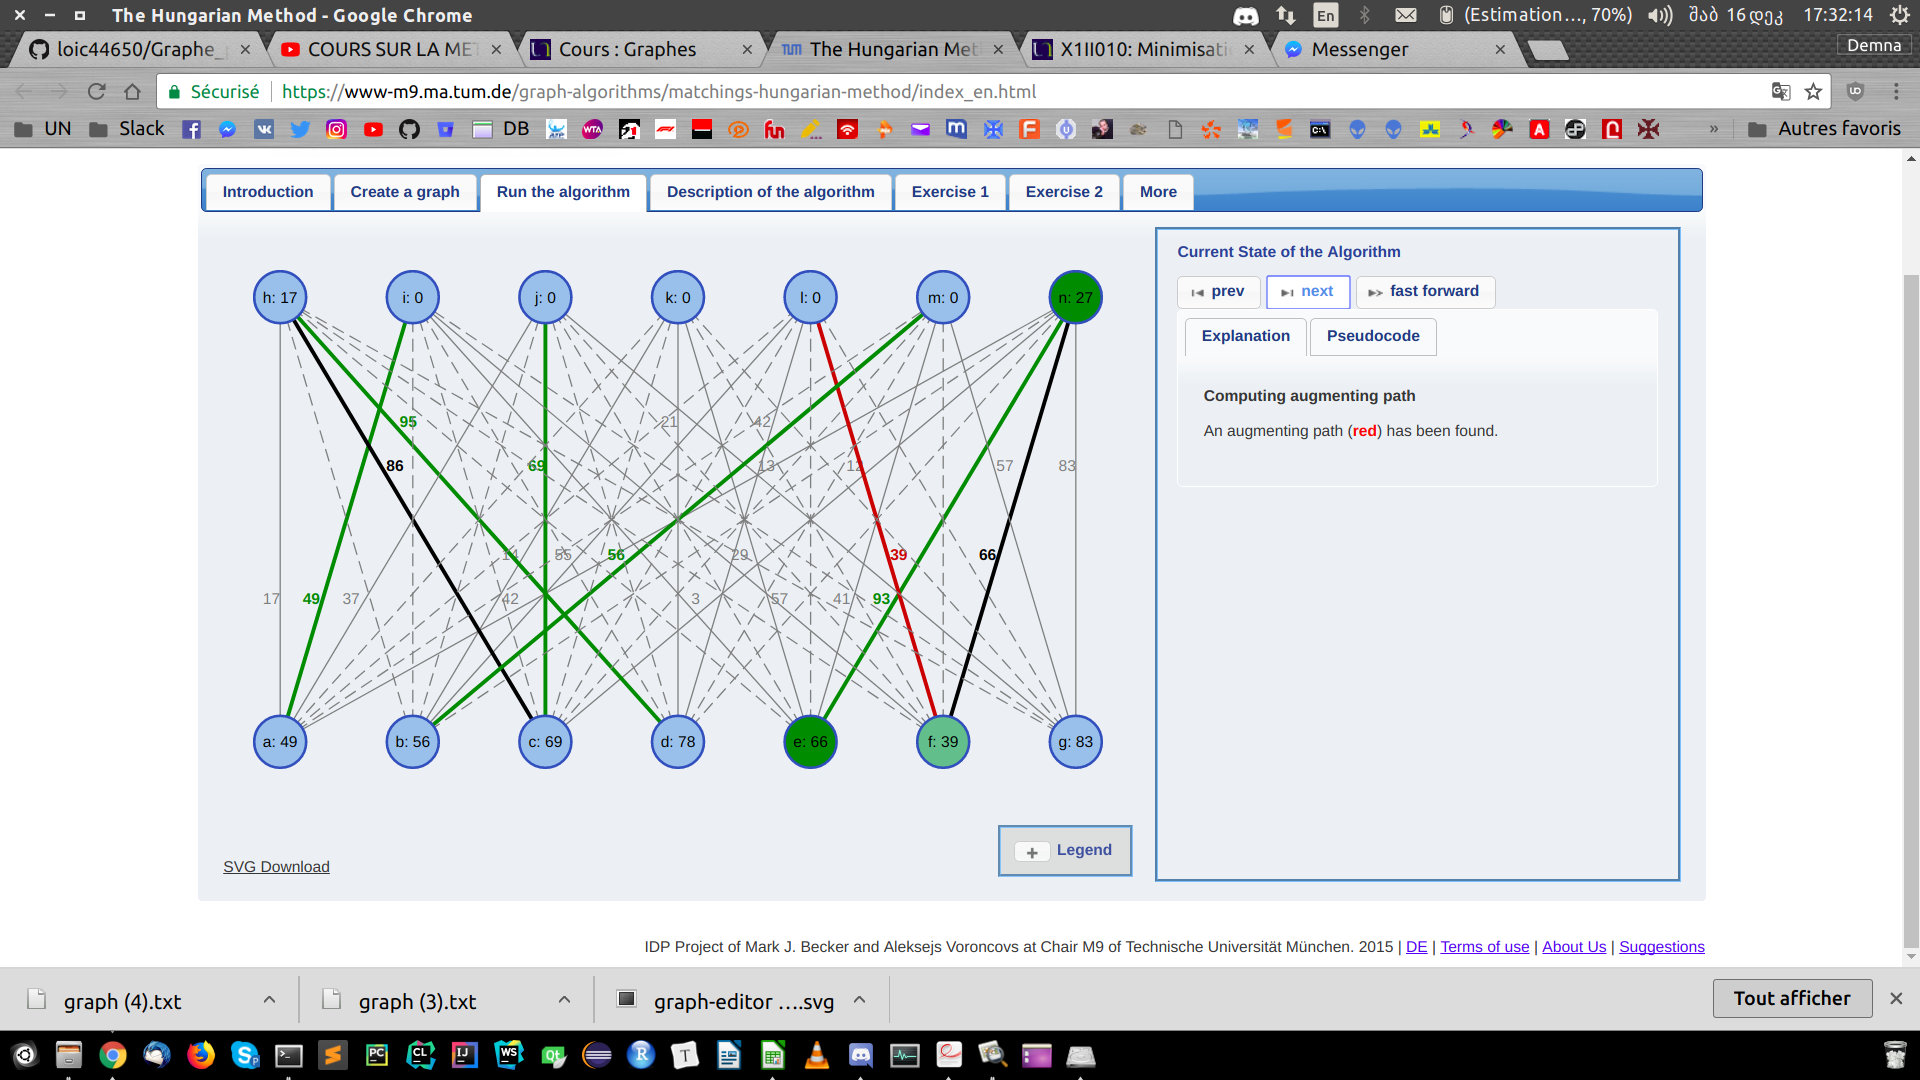 The Hungarian Method - Google Chrome
En
(Estimation…, 70%)
შაბ 16 დეკ
17:32:14
loic44650/Graphe_
COURS SUR LA MET
Cours : Graphes
The Hungarian Met
X1II010: Minimisati
Messenger
Demna
Sécurisé
https://www-m9.ma.tum.de/graph-algorithms/matchings-hungarian-method/index_en.html
UN
Slack
DB
»
Autres favoris
Introduction
Create a graph
Run the algorithm
Description of the algorithm
Exercise 1
Exercise 2
More
h: 17
i: 0
j: 0
k: 0
l: 0
m: 0
n: 27
95
21
42
86
69
13
12
57
83
14
55
56
29
39
66
17
49
37
42
3
57
41
93
a: 49
b: 56
c: 69
d: 78
e: 66
f: 39
g: 83
SVG Download
+ Legend
Current State of the Algorithm
prev
next
fast forward
Explanation
Pseudocode
Computing augmenting path
An augmenting path (red) has been found.
IDP Project of Mark J. Becker and Aleksejs Voroncovs at Chair M9 of Technische Universität München. 2015 | DE | Terms of use | About Us | Suggestions
graph (4).txt
graph (3).txt
graph-editor ….svg
Tout afficher